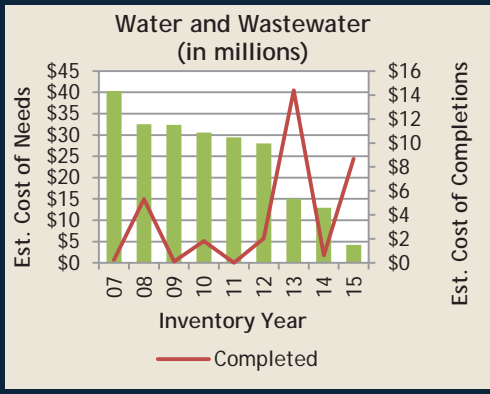 Water and Wastewater
(in millions)
Est. Cost of Needs
$45
$40
$35
$30
$25
$20
$15
$10
$5
$0
$16
$14
$12
$10
$8
$6
$4
$2
$0
Est. Cost of Completions
07 08 09 10 11 12 13 14 15
Inventory Year
Completed